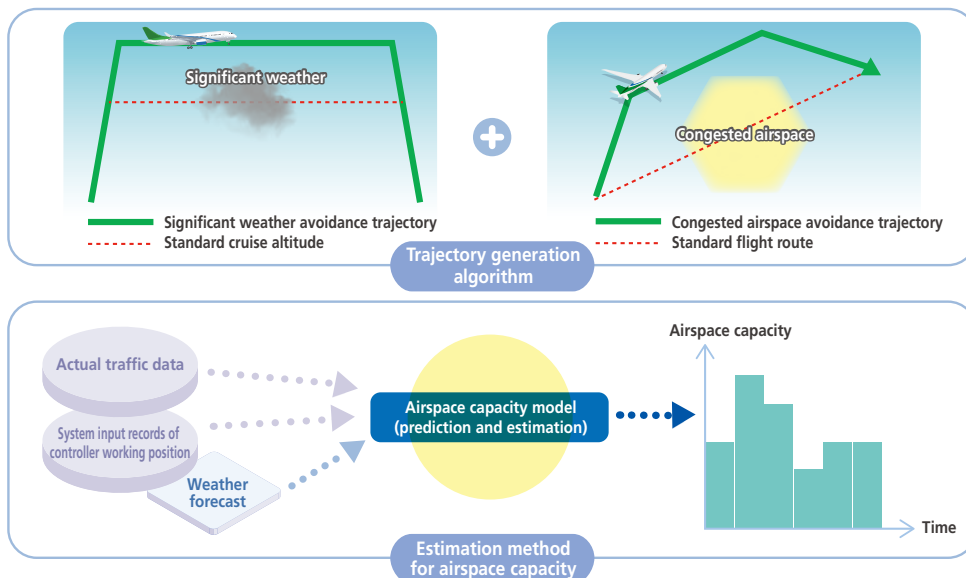 Significant weather
Congested airspace
Significant weather avoidance trajectory
Standard cruise altitude
Congested airspace avoidance trajectory
Standard flight route
Trajectory generation
algorithm
Actual traffic data
System input records of
controller working position
Weather
forecast
Airspace capacity model
(prediction and estimation)
Airspace capacity
Time
Estimation method
for airspace capacity